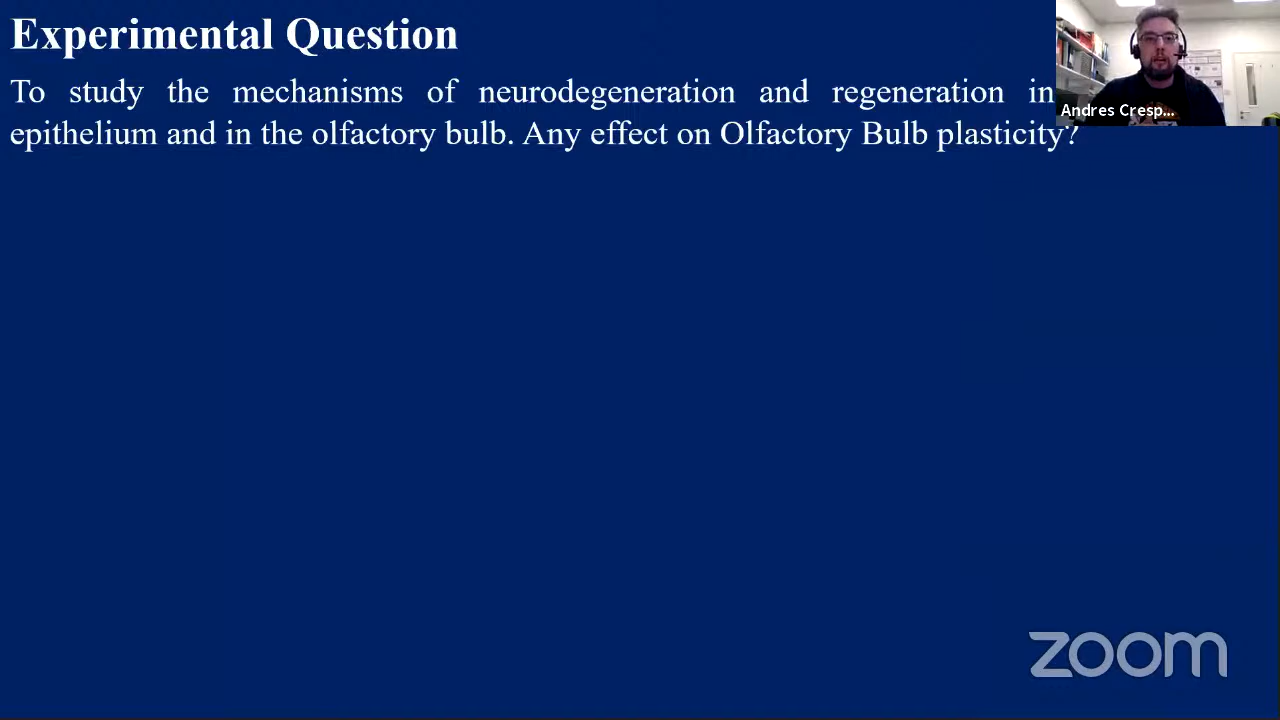 Experimental Question
To study the mechanisms of neurodegeneration and regeneration in
epithelium and in the olfactory bulb. Any effect on Olfactory Bulb plasticity?
Andres Cresp...
zoom